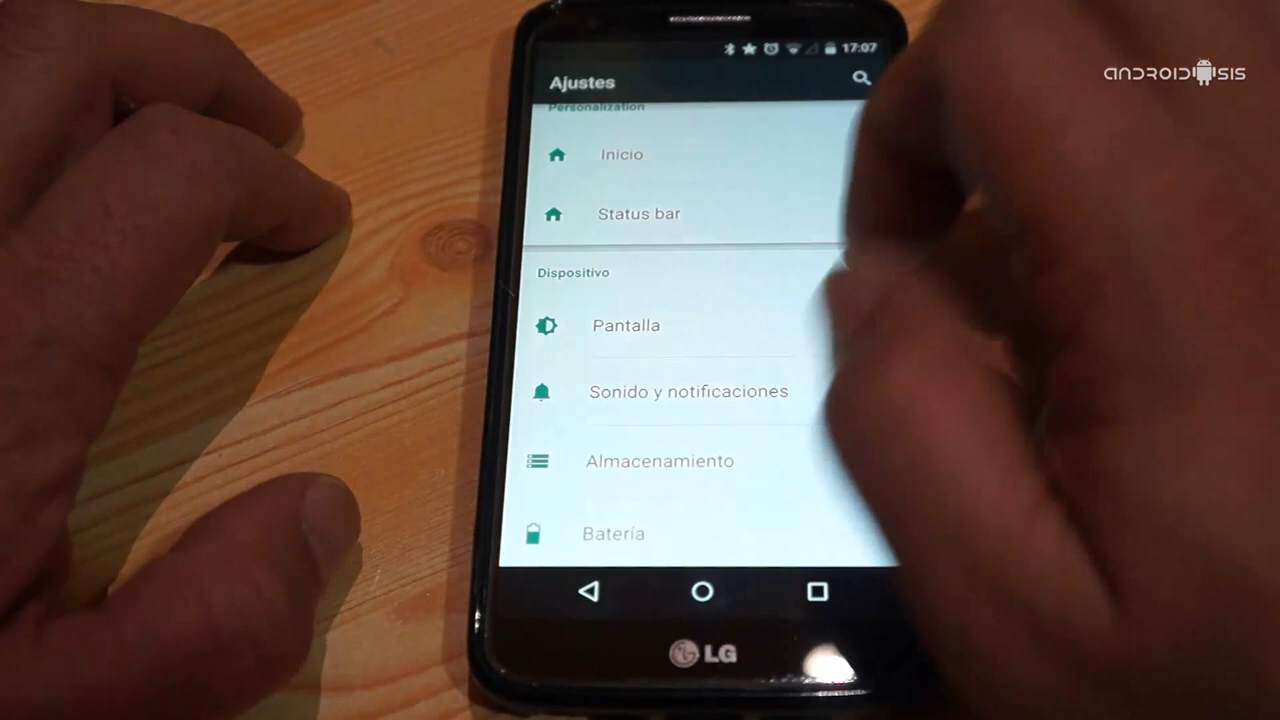 17:07
ANDROIDSIS
Ajustes
Personalization
Inicio
Status bar
Dispositivo
Pantalla
Sonido y notificaciones
Almacenamiento
Batería
LG